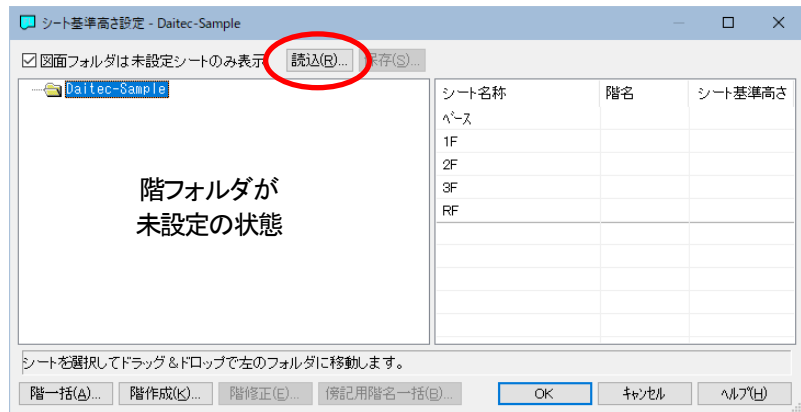 シート基準高さ設定 - Daitec-Sample
図面フォルダは未設定シートのみ表示 読込(R)... 保存(S)...
Daitec-Sample
階フォルダが
未設定の状態
シート名称 階名 シート基準高さ
ベース
1F
2F
3F
RF
シートを選択してドラッグ&ドロップで左のフォルダに移動します。
階一括(A)... 階作成(K)... 階修正(E)... 傍記用階名一括(B)... OK キャンセル ヘルプ(H)